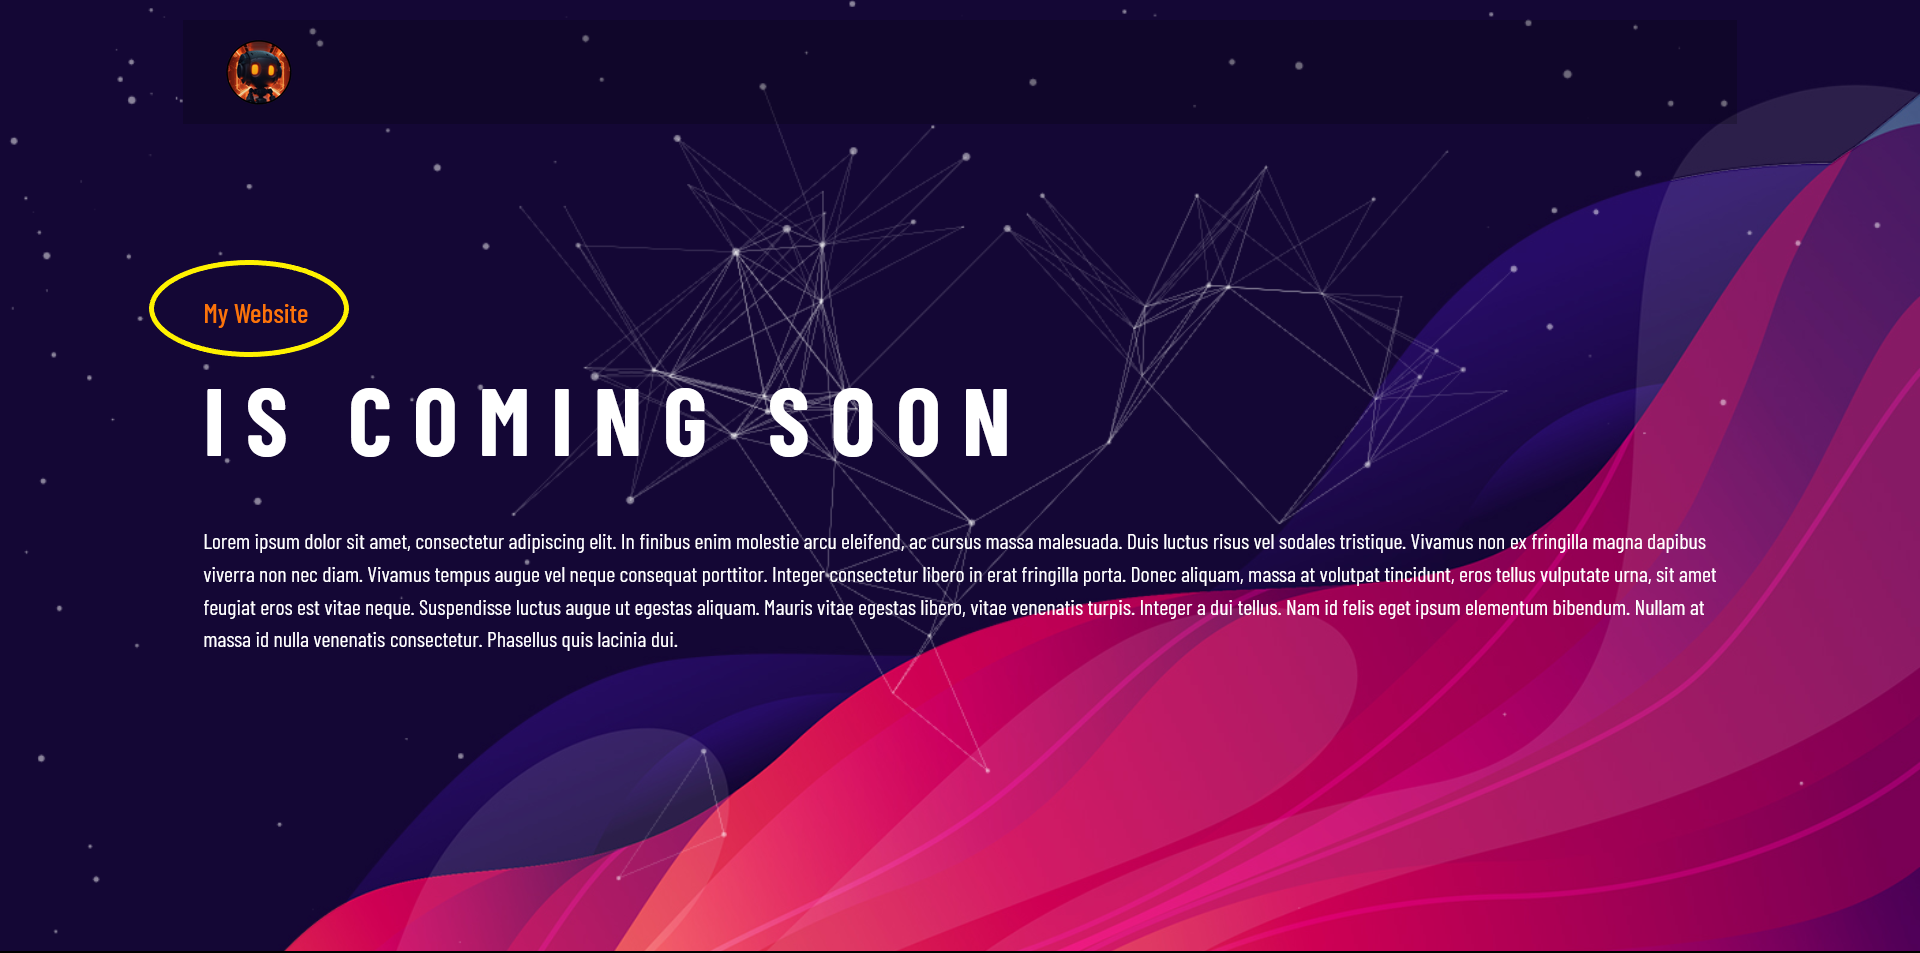 My Website
IS COMING SOON
Lorem ipsum dolor sit amet, consectetur adipiscing elit. In finibus enim molestie arcu eleifend, ac cursus massa malesuada. Duis luctus risus vel sodales tristique. Vivamus non ex fringilla magna dapibus
viverra non nec diam. Vivamus tempus augue vel neque consequat porttitor. Integer consectetur libero in erat fringilla porta. Donec aliquam, massa at volutpat tincidunt, eros tellus vulputate urna, sit amet
feugiat eros est vitae neque. Suspendisse luctus augue ut egestas aliquam. Mauris vitae egestas libero, vitae venenatis turpis. Integer a dui tellus. Nam id felis eget ipsum elementum bibendum. Nullam at
massa id nulla venenatis consectetur. Phasellus quis lacinia dui.